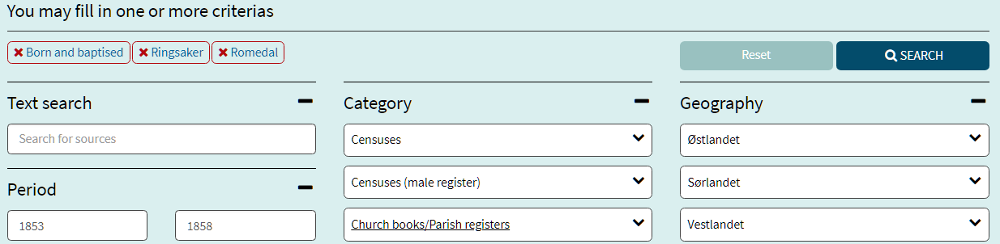 You may fill in one or more criterias
Born and baptised Ringsaker Romedal
Reset SEARCH
Text search
Search for sources
Period
1853 1858
Category
Censuses
Censuses (male register)
Church books/Parish registers
Geography
Østlandet
Sørlandet
Vestlandet